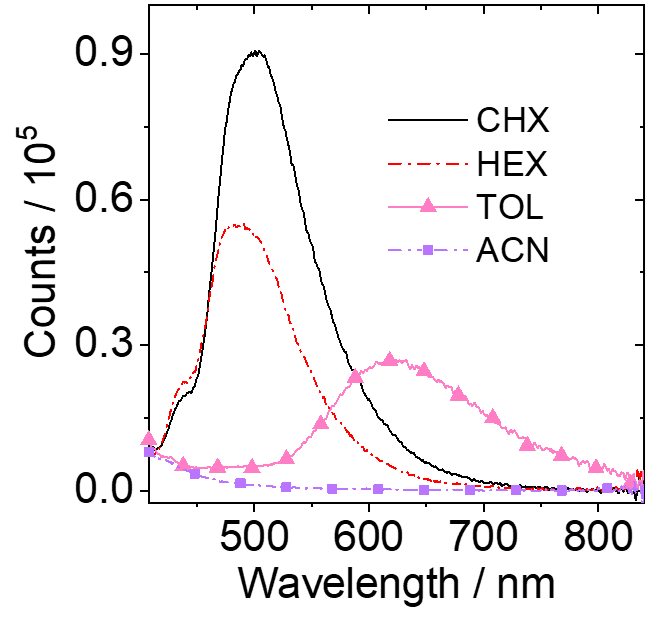 0.9
0.6
0.3
0.0
Counts / 10⁵
CHX
HEX
TOL
ACN
500
600
700
800
Wavelength / nm